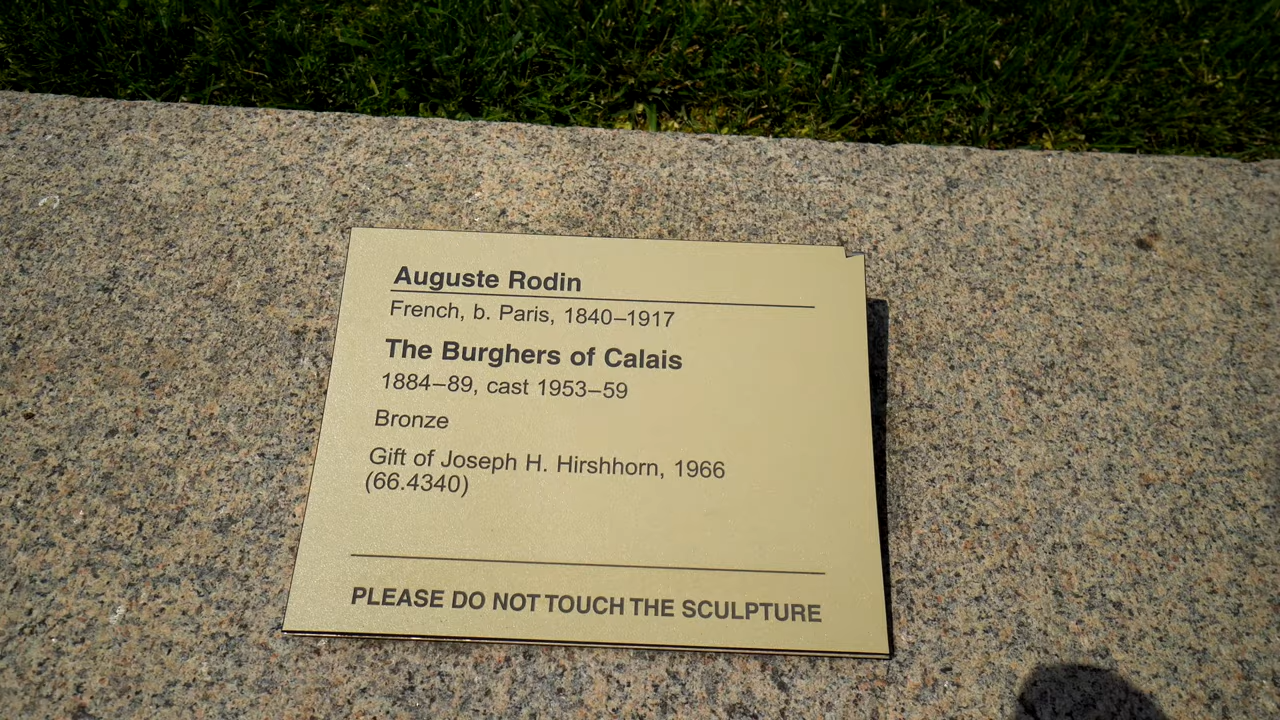 Auguste Rodin
French, b. Paris, 1840–1917
The Burghers of Calais
1884–89, cast 1953–59
Bronze
Gift of Joseph H. Hirshhorn, 1966
(66.4340)
PLEASE DO NOT TOUCH THE SCULPTURE